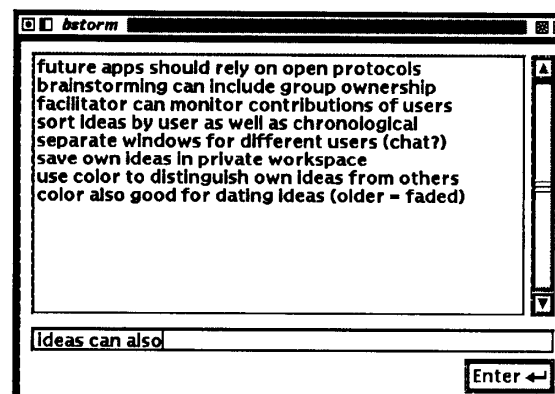 bstorm
future apps should rely on open protocols
brainstorming can include group ownership
facilitator can monitor contributions of users
sort ideas by user as well as chronological
separate windows for different users (chat?)
save own ideas in private workspace
use color to distinguish own ideas from others
color also good for dating ideas (older = faded)
ideas can also
Enter ↵